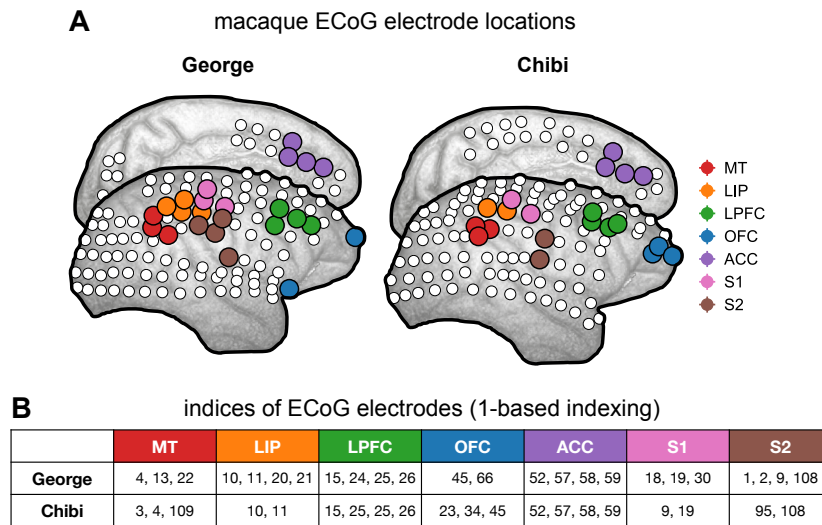 A macaque ECoG electrode locations
George Chibi
MT
LIP
LPFC
OFC
ACC
S1
S2
B indices of ECoG electrodes (1-based indexing)
MT LIP LPFC OFC ACC S1 S2
George 4, 13, 22 10, 11, 20, 21 15, 24, 25, 26 45, 66 52, 57, 58, 59 18, 19, 30 1, 2, 9, 108
Chibi 3, 4, 109 10, 11 15, 25, 25, 26 23, 34, 45 52, 57, 58, 59 9, 19 95, 108